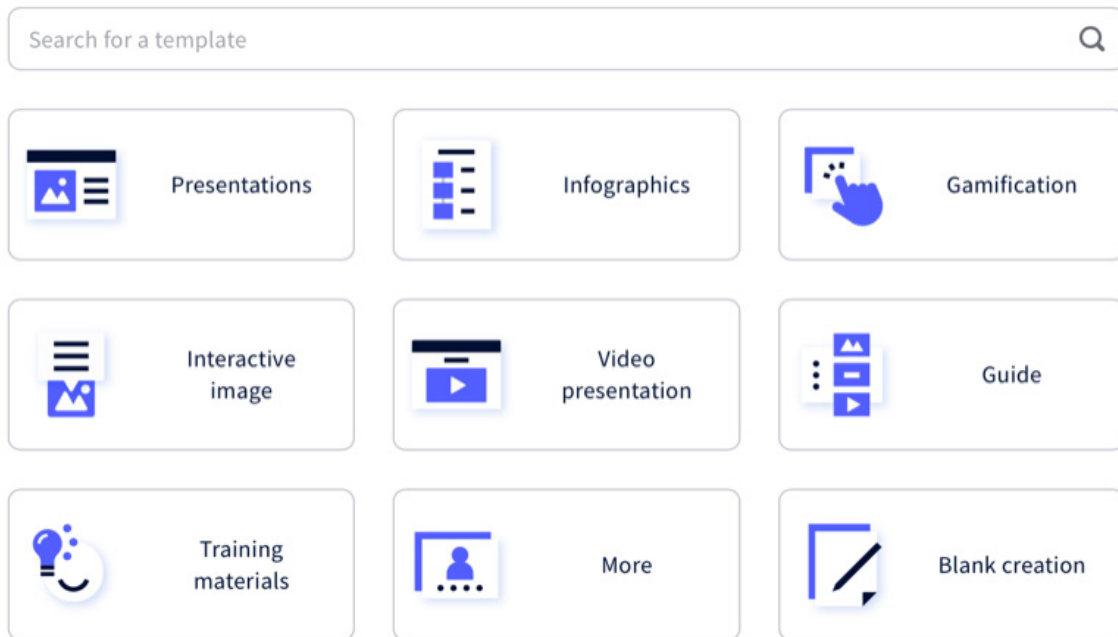 Search for a template
Presentations
Infographics
Gamification
Interactive
image
Video
presentation
Guide
Training
materials
More
Blank creation